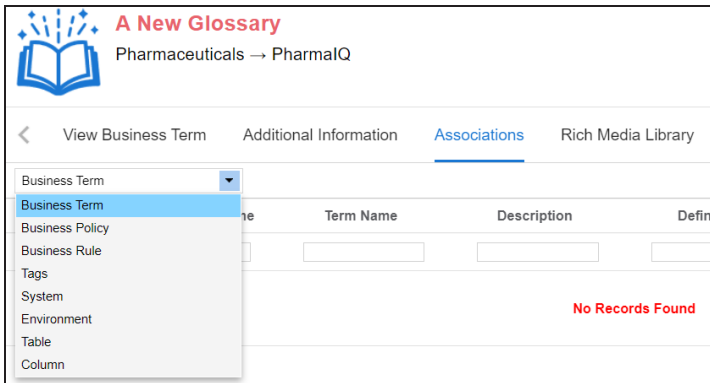 A New Glossary
Pharmaceuticals → PharmaIQ
View Business Term Additional Information Associations Rich Media Library
Business Term
Business Term
Business Policy
Business Rule
Tags
System
Environment
Table
Column
Term Name Description
No Records Found